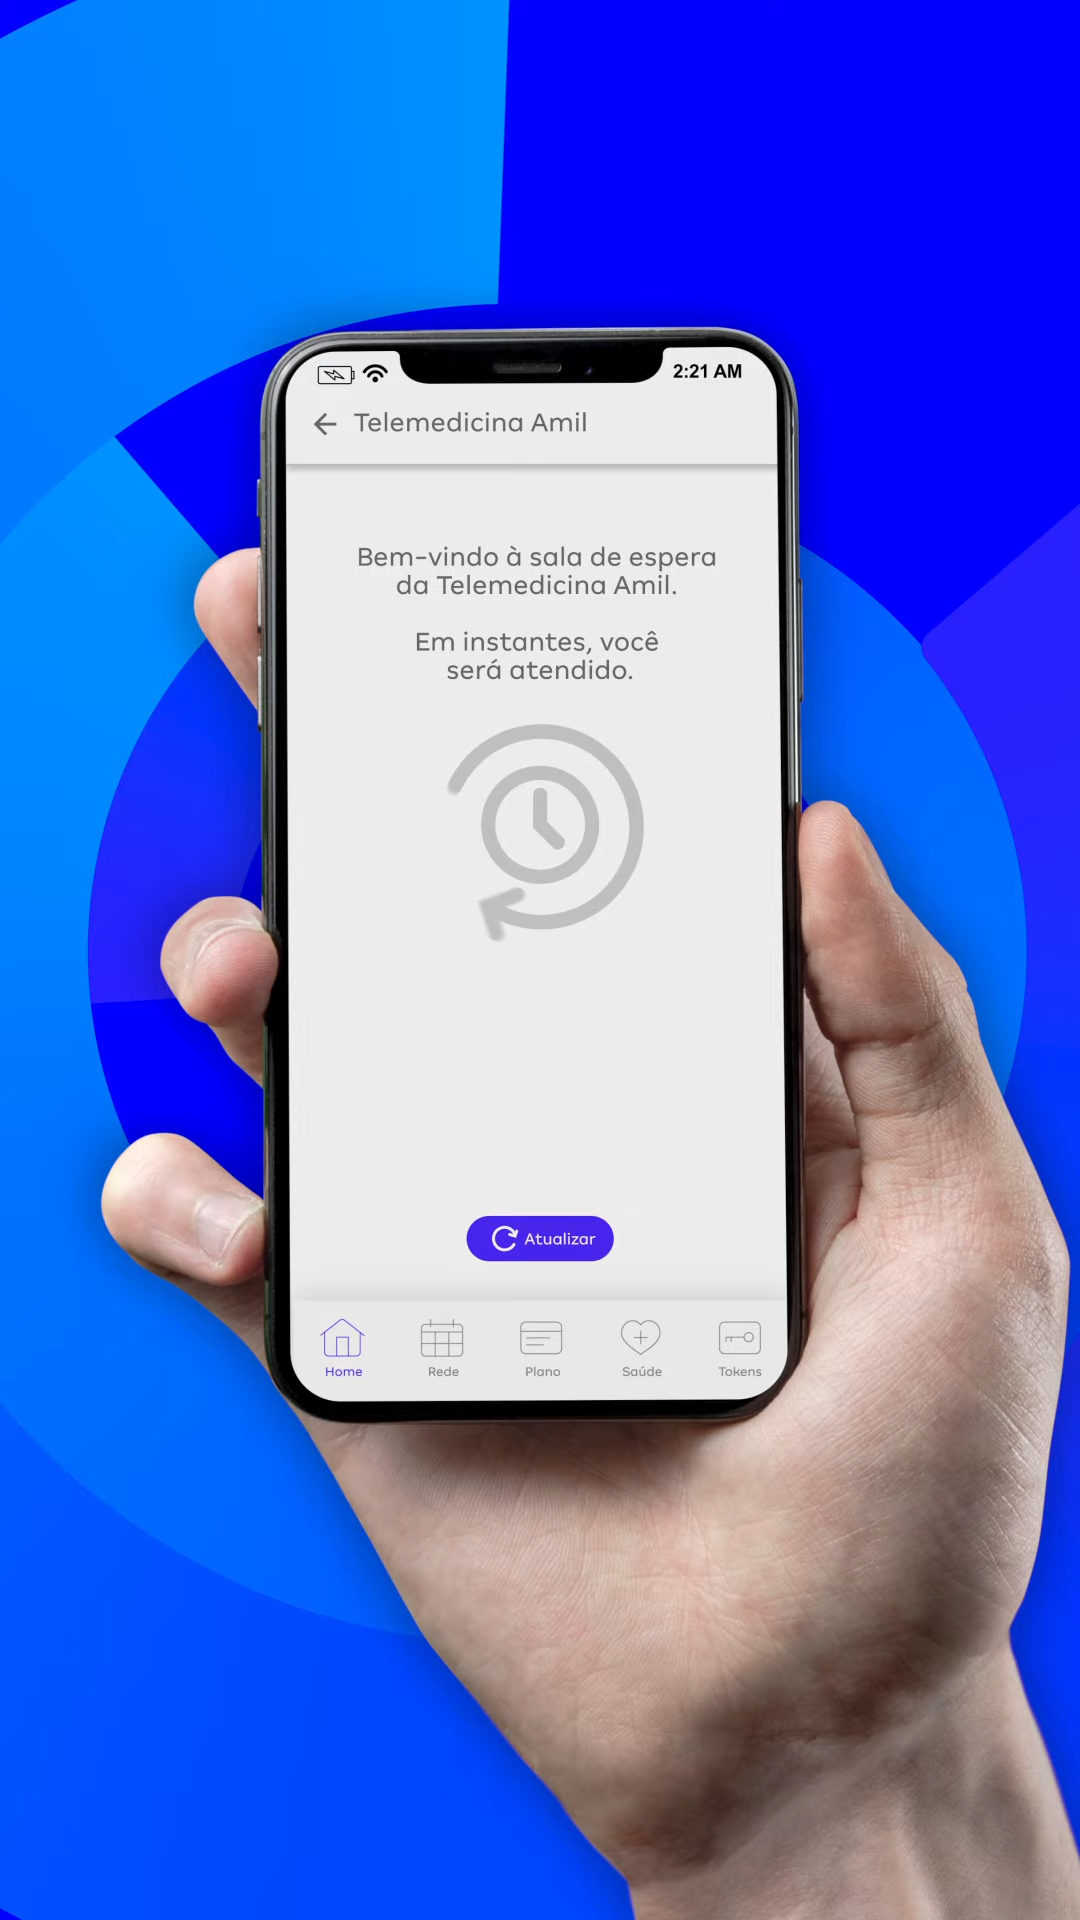 2:21 AM
Telemedicina Amil
Bem-vindo à sala de espera
da Telemedicina Amil.
Em instantes, você
será atendido.
Atualizar
Home
Rede
Plano
Saúde
Tokens